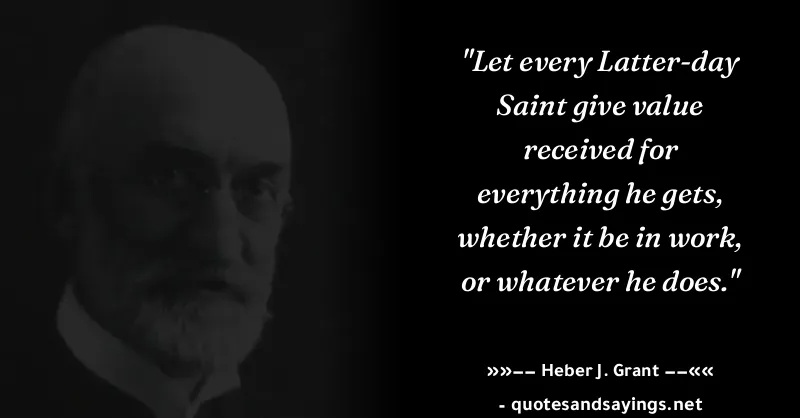 "Let every Latter-day
Saint give value
received for
everything he gets,
whether it be in work,
or whatever he does."
»»−− Heber J. Grant −−««
- quotesandsayings.net